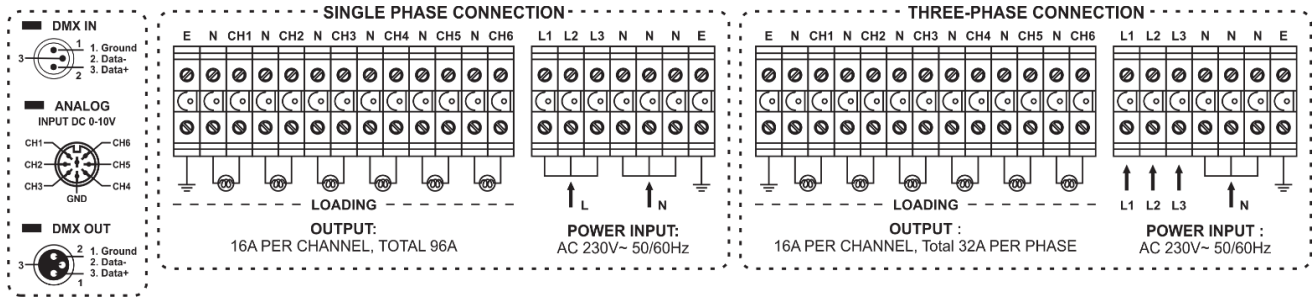 DMX IN
1
3
2
1. Ground
2. Data-
3. Data+
ANALOG
INPUT DC 0-10V
CH1 CH6
CH2 CH5
CH3 CH4
GND
DMX OUT
2
3
1
1. Ground
2. Data-
3. Data+
SINGLE PHASE CONNECTION
E N CH1 N CH2 N CH3 N CH4 N CH5 N CH6
L1 L2 L3 N N N E
L N
LOADING
OUTPUT:
16A PER CHANNEL, TOTAL 96A
POWER INPUT:
AC 230V~ 50/60Hz
THREE-PHASE CONNECTION
E N CH1 N CH2 N CH3 N CH4 N CH5 N CH6
L1 L2 L3 N N N E
L1 L2 L3 N
LOADING
OUTPUT :
16A PER CHANNEL, Total 32A PER PHASE
POWER INPUT :
AC 230V~ 50/60Hz